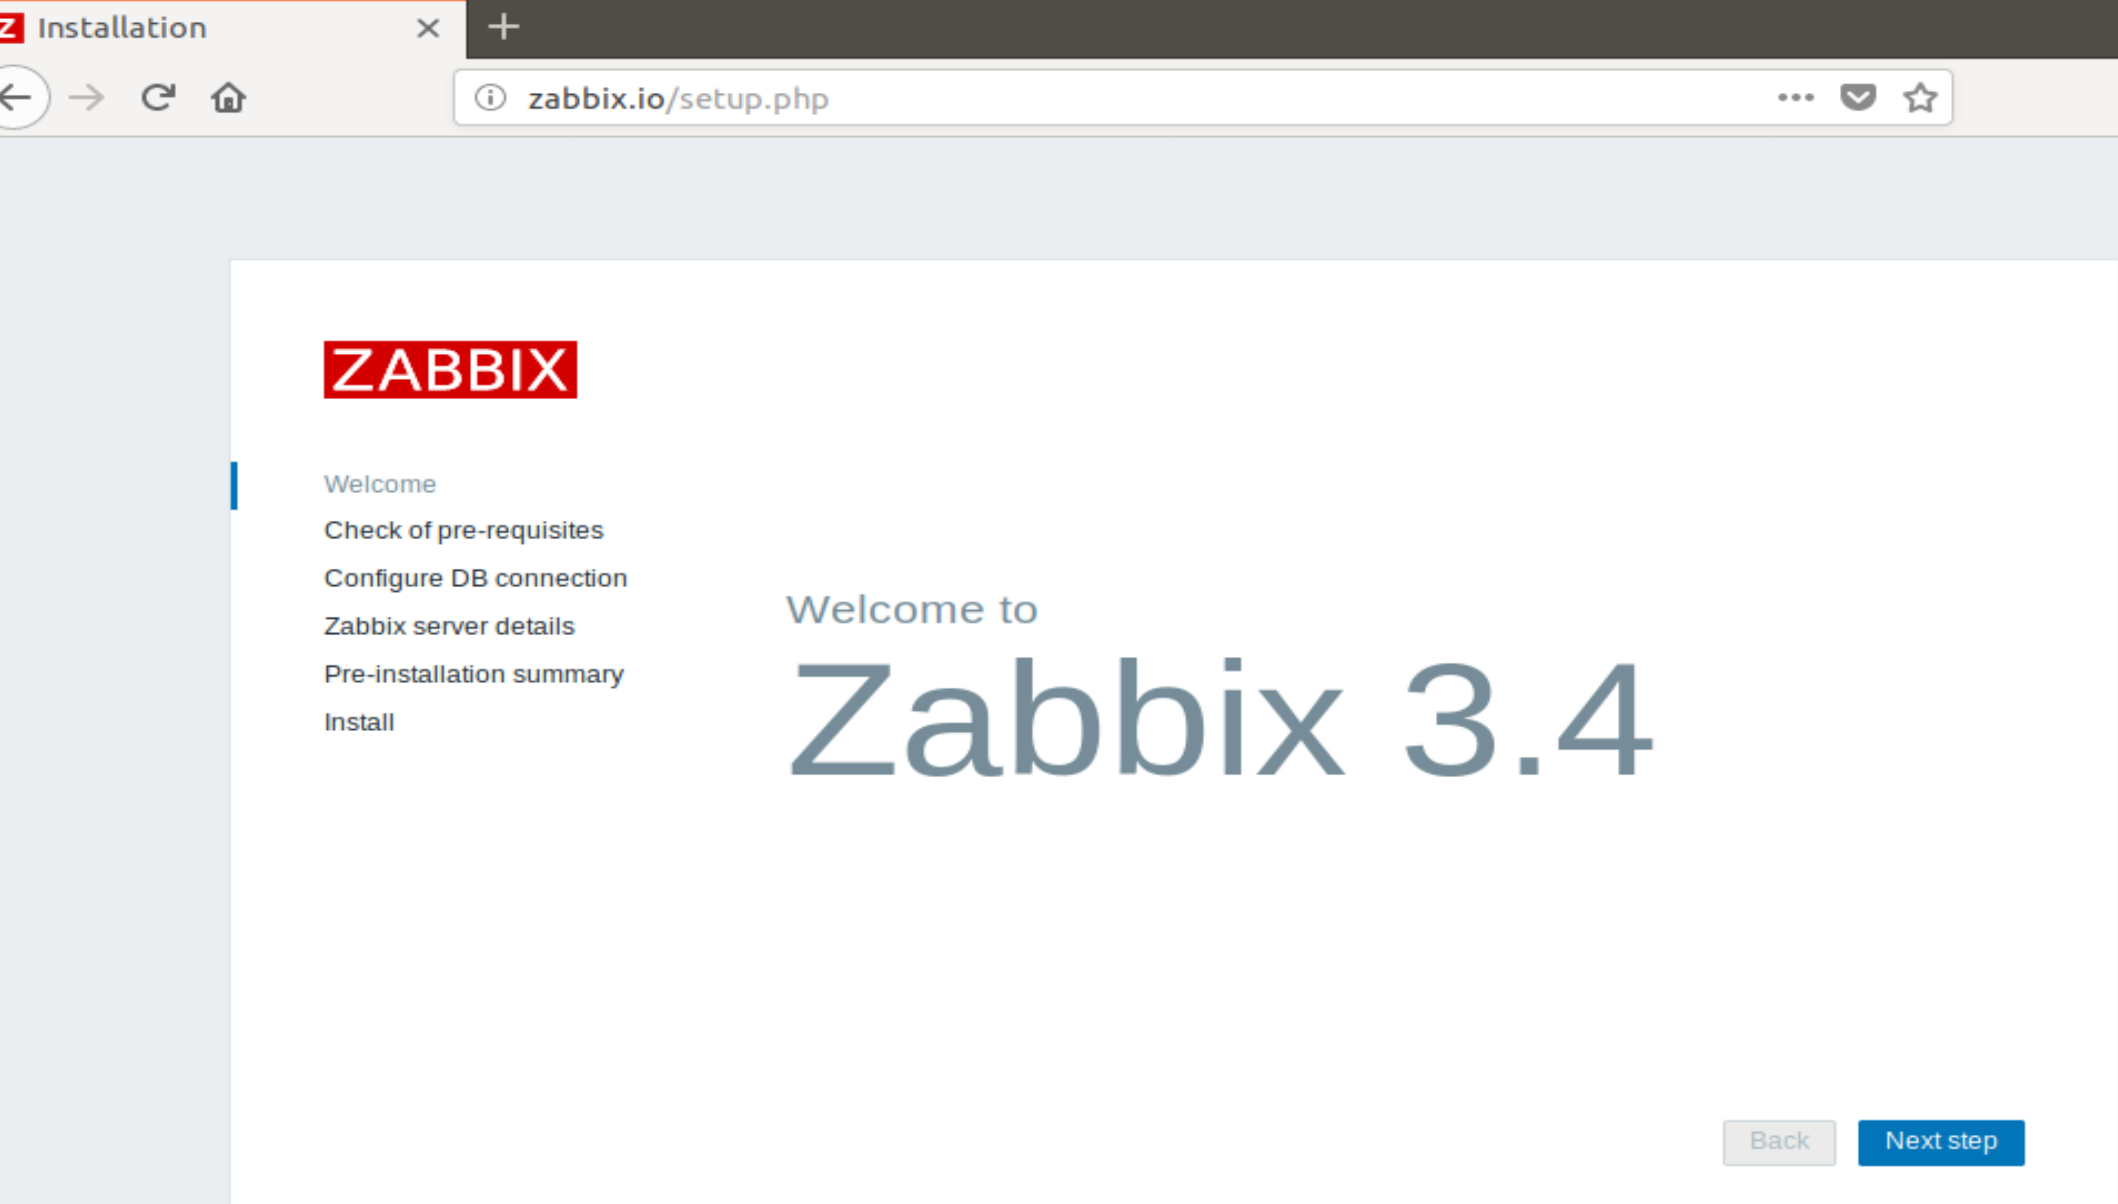 Installation
zabbix.io/setup.php
ZABBIX
Welcome
Check of pre-requisites
Configure DB connection
Zabbix server details
Pre-installation summary
Install
Welcome to
Zabbix 3.4
Back
Next step